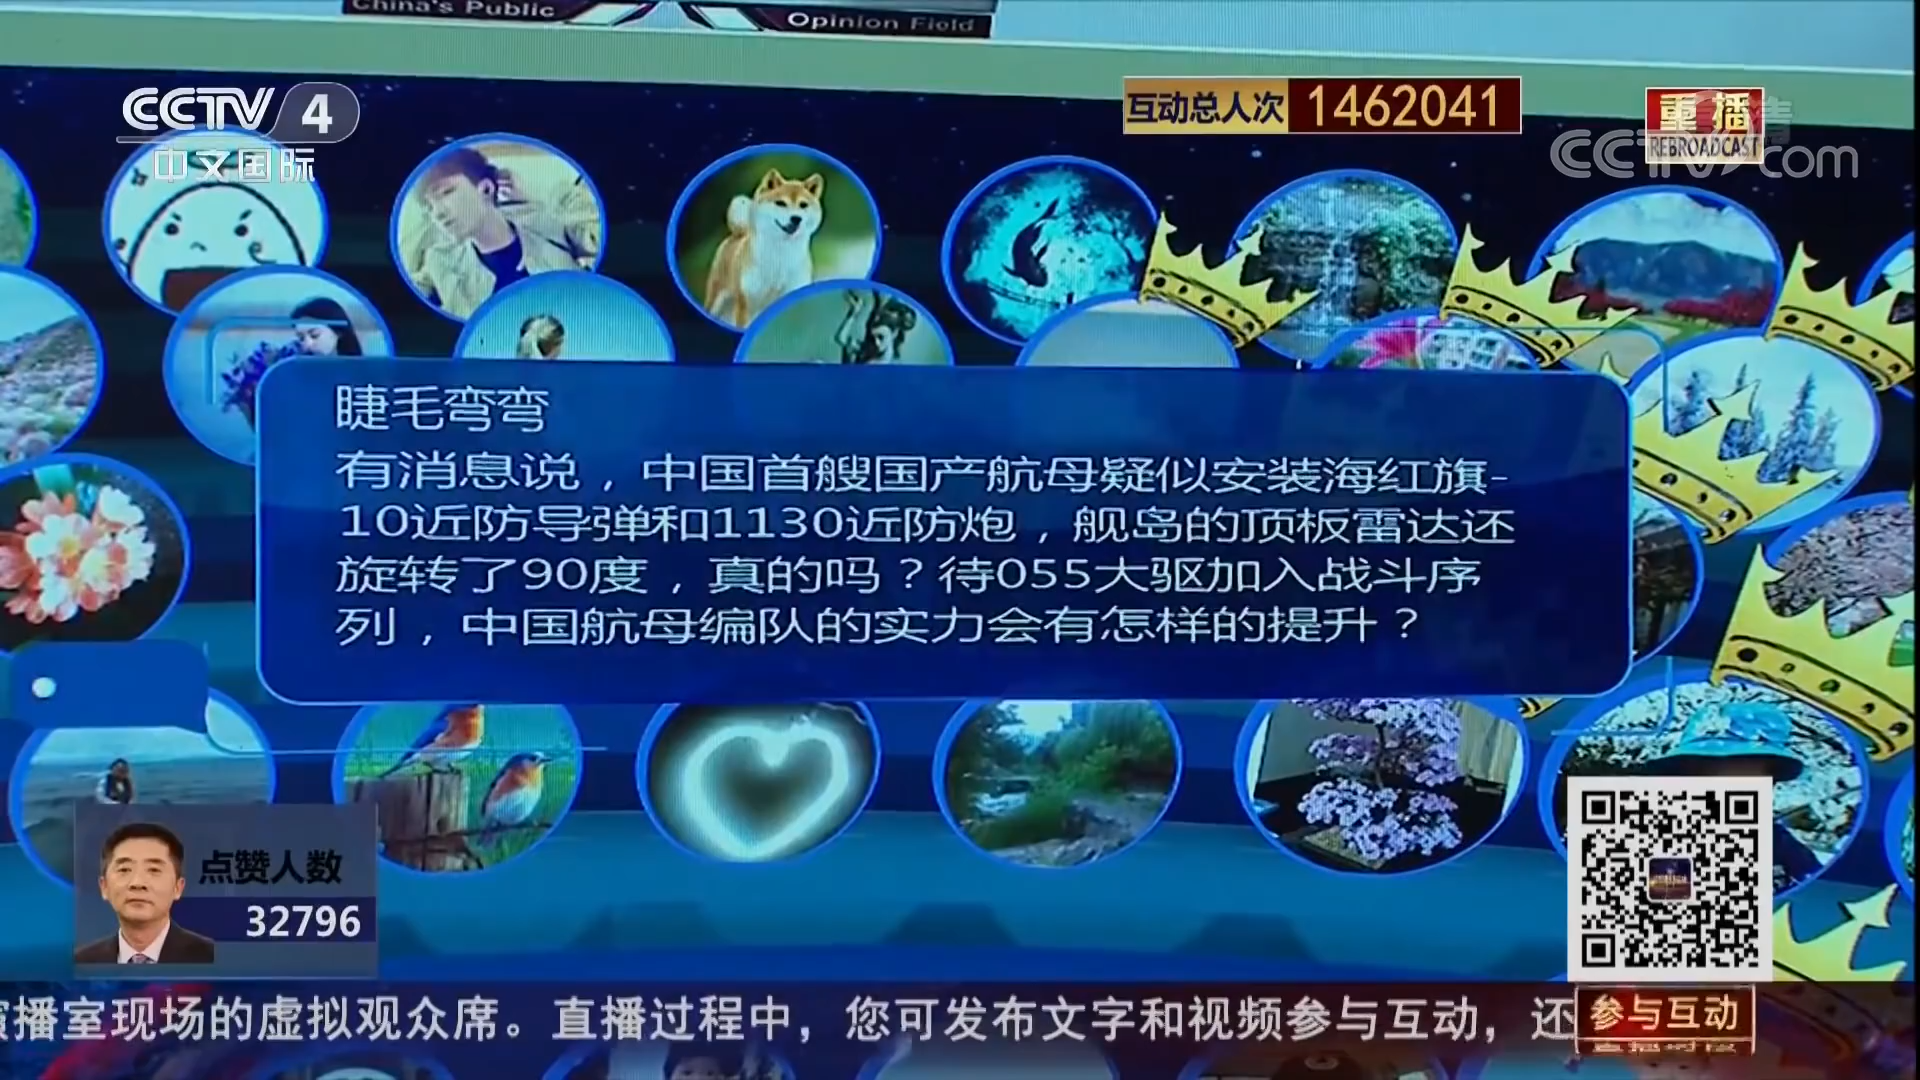 China's Public
Opinion Field
CCTV 4
中文国际
互动总人次 1462041
重播
REBROADCAST
CCTV.com
睫毛弯弯
有消息说，中国首艘国产航母疑似安装海红旗-
10近防导弹和1130近防炮，舰岛的顶板雷达还
旋转了90度，真的吗？待055大驱加入战斗序
列，中国航母编队的实力会有怎样的提升？
点赞人数
32796
播室现场的虚拟观众席。直播过程中，您可发布文字和视频参与互动，还
参与互动